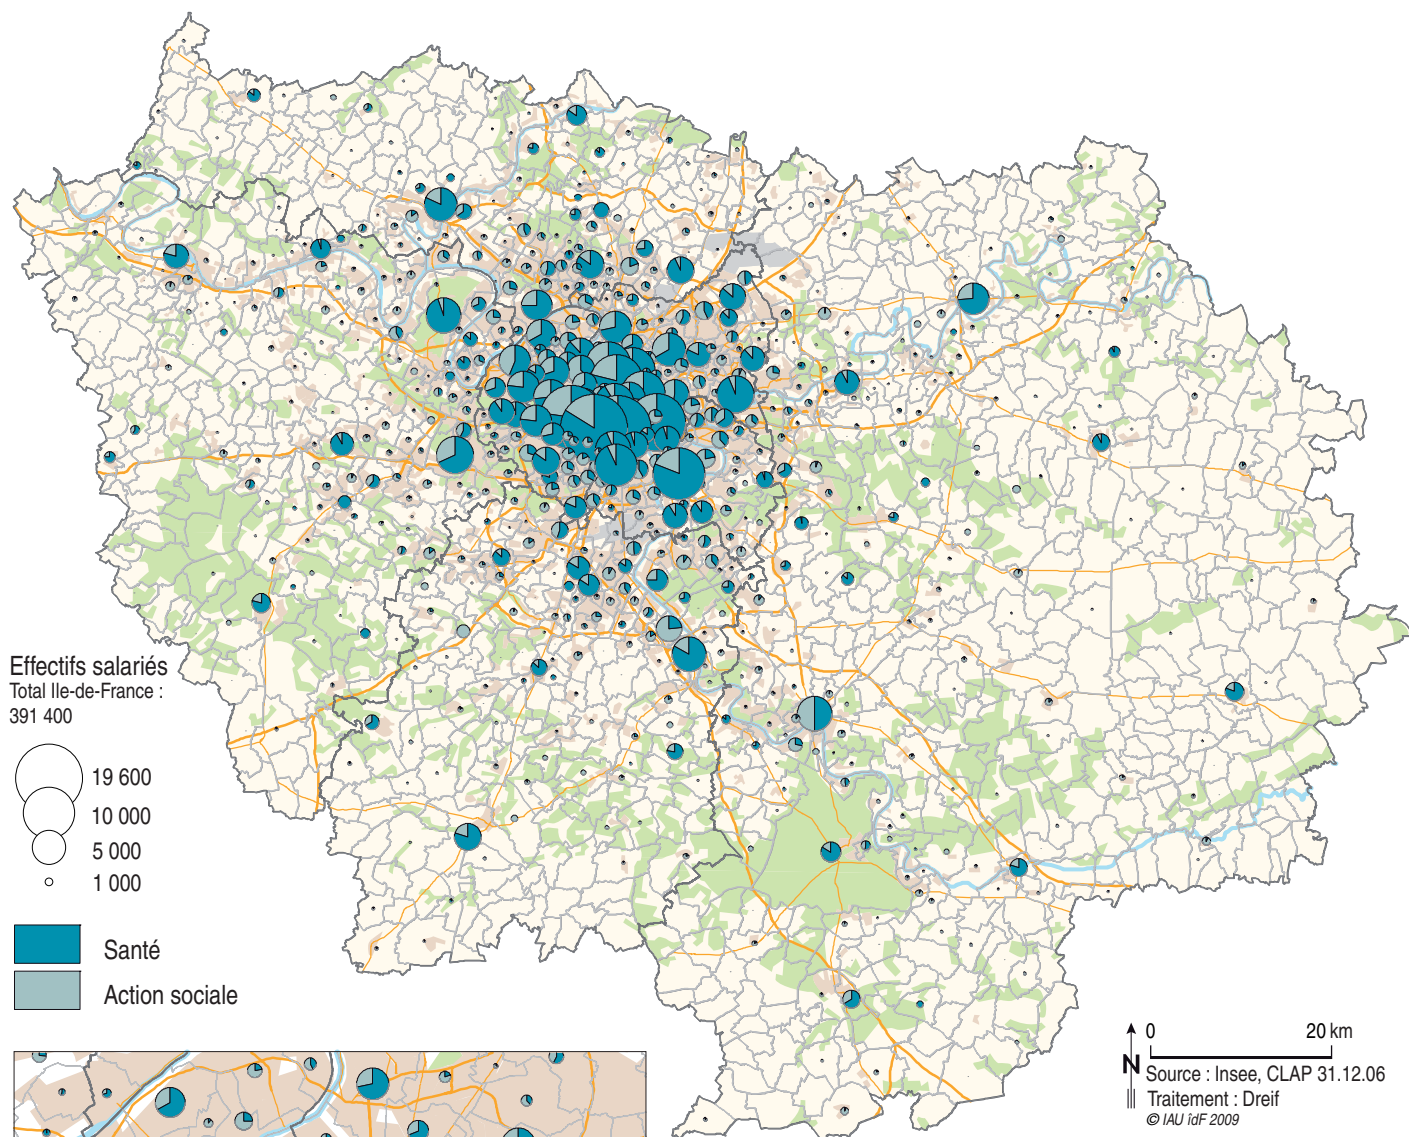 Effectifs salariés
Total Ile-de-France :
391 400
19 600
10 000
5 000
1 000
Santé
Action sociale
0 20 km
N
Source : Insee, CLAP 31.12.06
Traitement : Dreif
© IAU îdF 2009